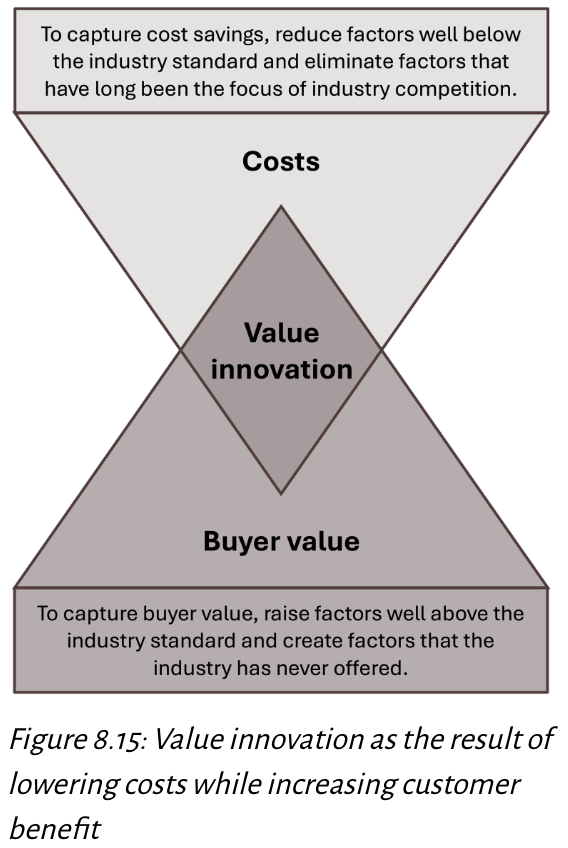 To capture cost savings, reduce factors well below
the industry standard and eliminate factors that
have long been the focus of industry competition.
Costs
Value
innovation
Buyer value
To capture buyer value, raise factors well above the
industry standard and create factors that the
industry has never offered.
Figure 8.15: Value innovation as the result of
lowering costs while increasing customer
benefit